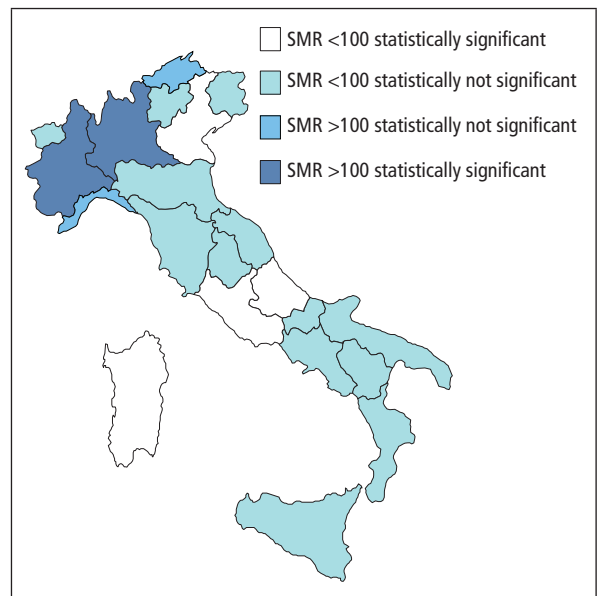 SMR <100 statistically significant
SMR <100 statistically not significant
SMR >100 statistically not significant
SMR >100 statistically significant